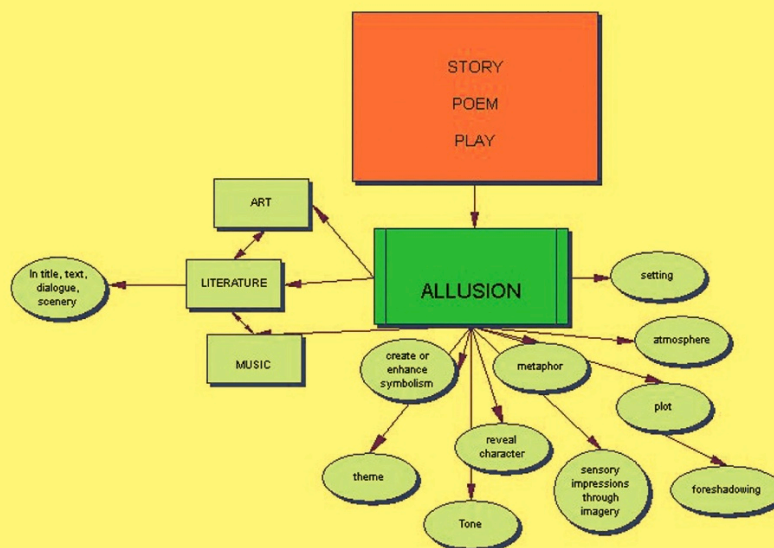 STORY
POEM
PLAY
ART
ALLUSION
In title, text,
dialogue,
scenery
LITERATURE
setting
MUSIC
atmosphere
create or
enhance
symbolism
metaphor
plot
reveal
character
theme
sensory
impressions
through
imagery
foreshadowing
Tone